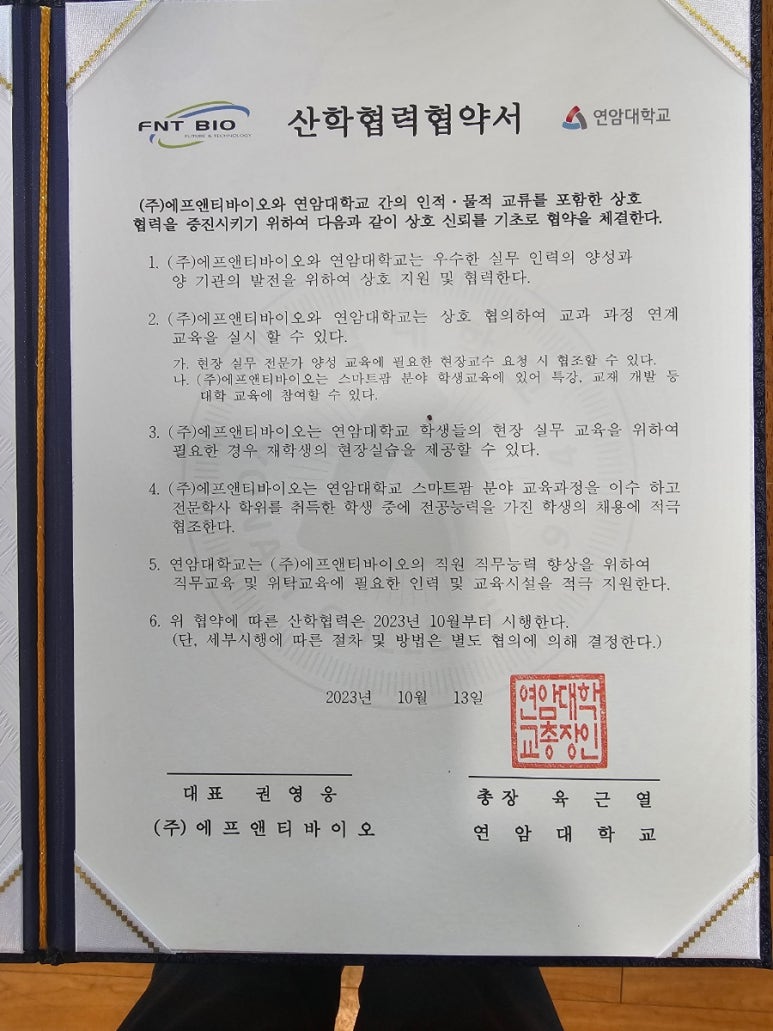 FNT BIO
FUTURE & TECHNOLOGY
산학협력협약서
연암대학교
(주)에프앤티바이오와 연암대학교 간의 인적·물적 교류를 포함한 상호
협력을 증진시키기 위하여 다음과 같이 상호 신뢰를 기초로 협약을 체결한다.
1. (주)에프앤티바이오와 연암대학교는 우수한 실무 인력의 양성과
양 기관의 발전을 위하여 상호 지원 및 협력한다.
2. (주)에프앤티바이오와 연암대학교는 상호 협의하여 교과 과정 연계
교육을 실시 할 수 있다.
가. 현장 실무 전문가 양성 교육에 필요한 현장교수 요청 시 협조할 수 있다.
나. (주)에프앤티바이오는 스마트팜 분야 학생교육에 있어 특강, 교재 개발 등
대학 교육에 참여할 수 있다.
3. (주)에프앤티바이오는 연암대학교 학생들의 현장 실무 교육을 위하여
필요한 경우 재학생의 현장실습을 제공할 수 있다.
4. (주)에프앤티바이오는 연암대학교 스마트팜 분야 교육과정을 이수 하고
전문학사 학위를 취득한 학생 중에 전공능력을 가진 학생의 채용에 적극
협조한다.
5. 연암대학교는 (주)에프앤티바이오의 직원 직무능력 향상을 위하여
직무교육 및 위탁교육에 필요한 인력 및 교육시설을 적극 지원한다.
6. 위 협약에 따른 산학협력은 2023년 10월부터 시행한다.
(단, 세부시행에 따른 절차 및 방법은 별도 협의에 의해 결정한다.)
2023년 10월 13일
연암대학
교총장인
대표 권영웅
(주)에프앤티바이오
총장 육근열
연암대학교